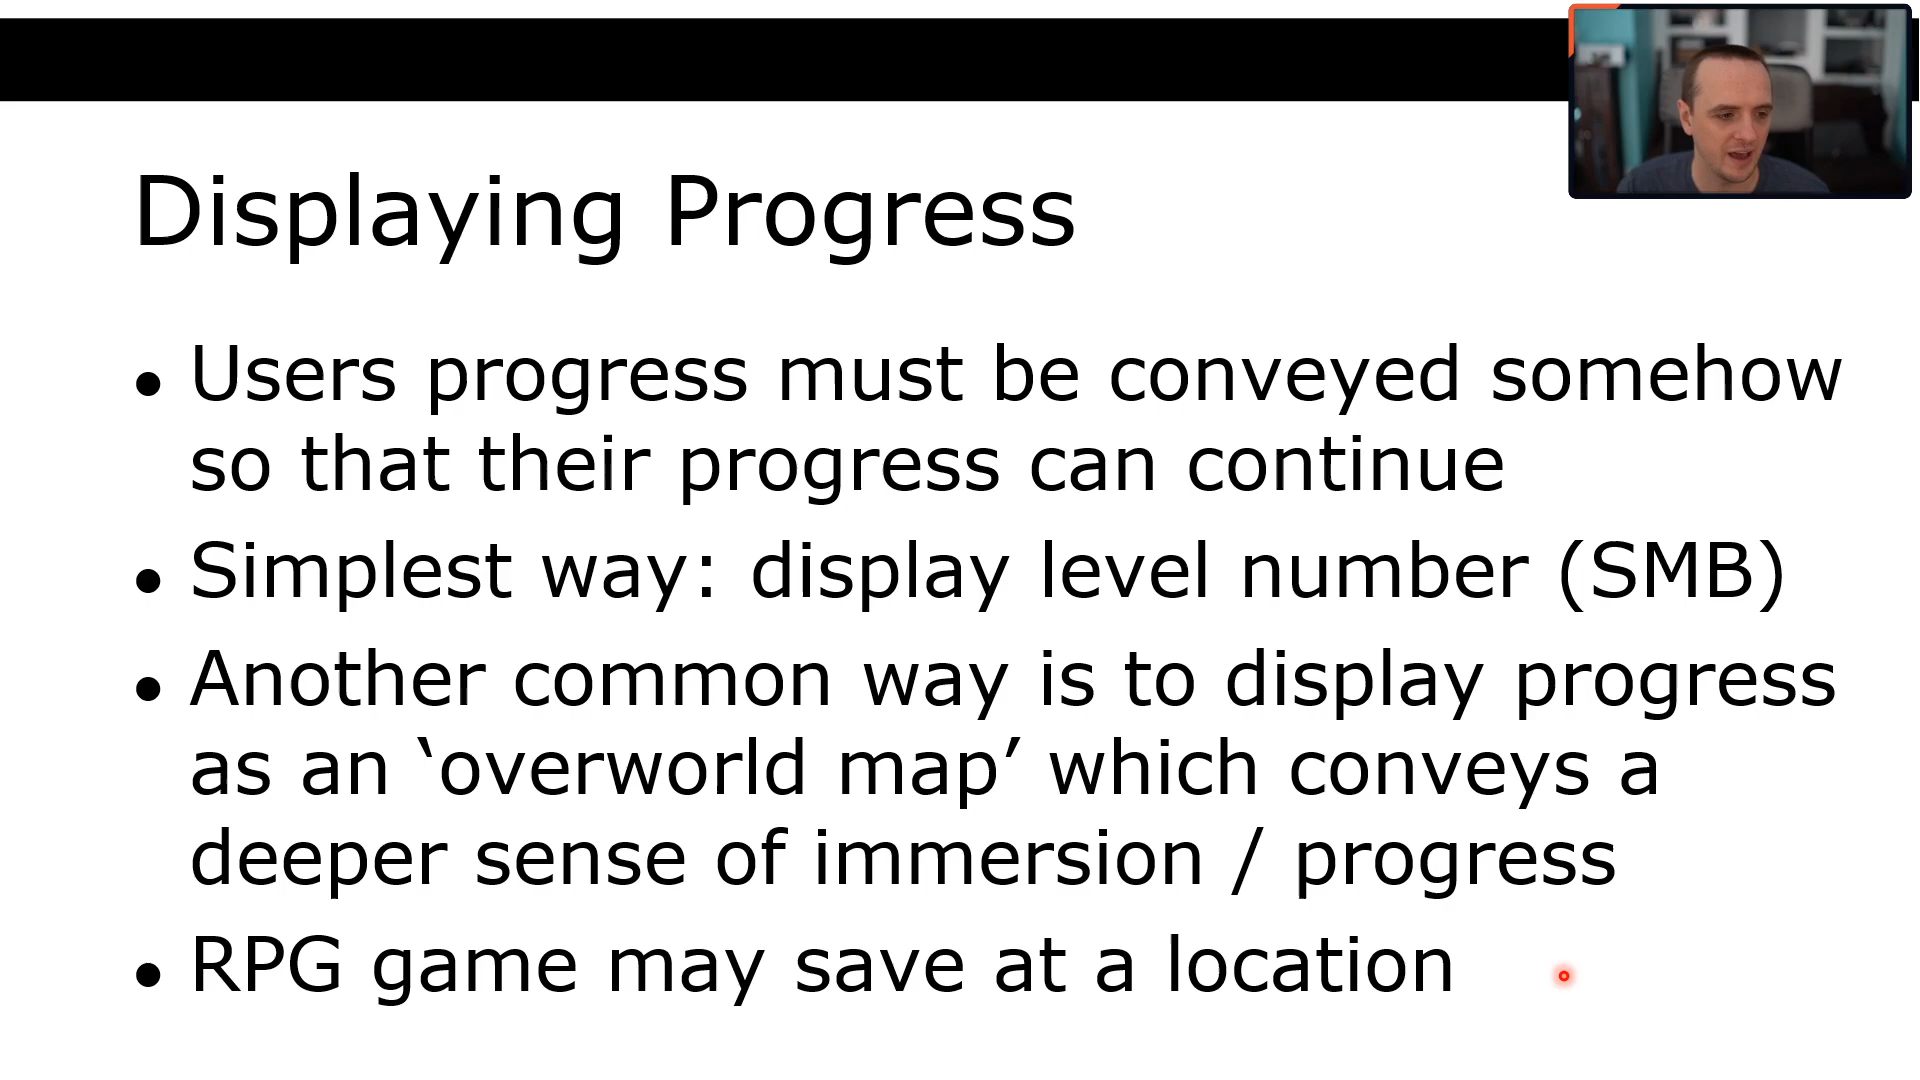 Displaying Progress
• Users progress must be conveyed somehow
so that their progress can continue
• Simplest way: display level number (SMB)
• Another common way is to display progress
as an ‘overworld map’ which conveys a
deeper sense of immersion / progress
• RPG game may save at a location